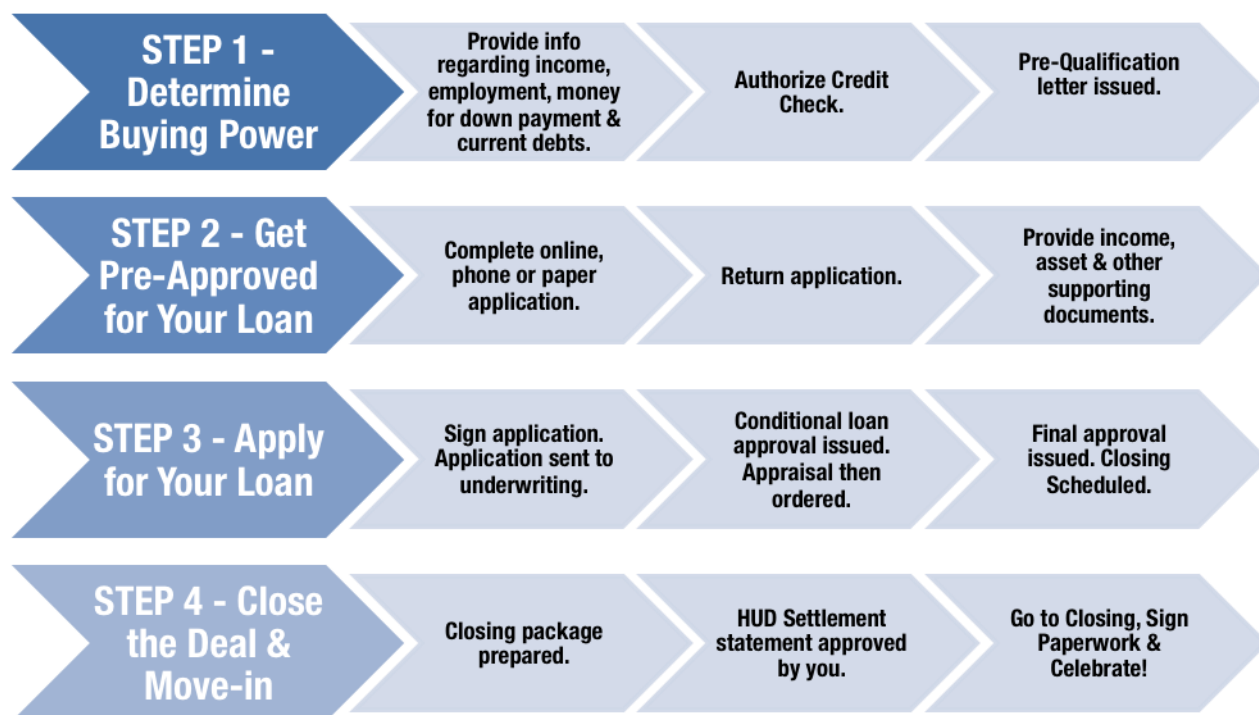 STEP 1 -
Determine
Buying Power
Provide info
regarding income,
employment, money
for down payment &
current debts.
Authorize Credit
Check.
Pre-Qualification
letter issued.
STEP 2 - Get
Pre-Approved
for Your Loan
Complete online,
phone or paper
application.
Return application.
Provide income,
asset & other
supporting
documents.
STEP 3 - Apply
for Your Loan
Sign application.
Application sent to
underwriting.
Conditional loan
approval issued.
Appraisal then
ordered.
Final approval
issued. Closing
Scheduled.
STEP 4 - Close
the Deal &
Move-in
Closing package
prepared.
HUD Settlement
statement approved
by you.
Go to Closing, Sign
Paperwork &
Celebrate!